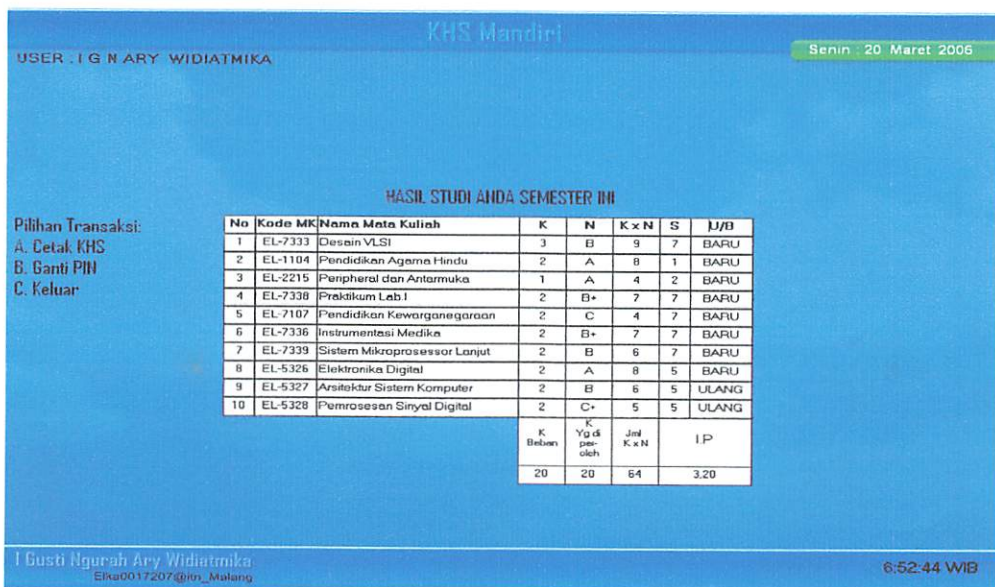 KHS Mandiri
USER : I G N ARY WIDIATMIKA
Senin : 20 Maret 2006
HASIL STUDI ANDA SEMESTER INI
Pilihan Transaksi:
A. Cetak KHS
B. Ganti PIN
C. Keluar
No Kode MK Nama Mata Kuliah K N K x N S U/B
1 EL-7333 Desain VLSI 3 B 9 7 BARU
2 EL-1104 Pendidikan Agama Hindu 2 A 8 1 BARU
3 EL-2215 Peripheral dan Antarmuka 1 A 4 2 BARU
4 EL-7338 Praktikum Lab.I 2 B+ 7 7 BARU
5 EL-7107 Pendidikan Kewarganegaraan 2 C 4 7 BARU
6 EL-7336 Instrumentasi Medika 2 B+ 7 7 BARU
7 EL-7339 Sistem Mikroprosessor Lanjut 2 B 6 7 BARU
8 EL-5326 Elektronika Digital 2 A 8 5 BARU
9 EL-5327 Arsitektur Sistem Komputer 2 B 6 5 ULANG
10 EL-5328 Pemrosesan Sinyal Digital 2 C+ 5 5 ULANG
K Beban K Yg di per-oleh Jml K x N I.P
20 20 64 3.20
I Gusti Ngurah Ary Widiatmika
Elka0017207@itn_Malang
6:52:44 WIB